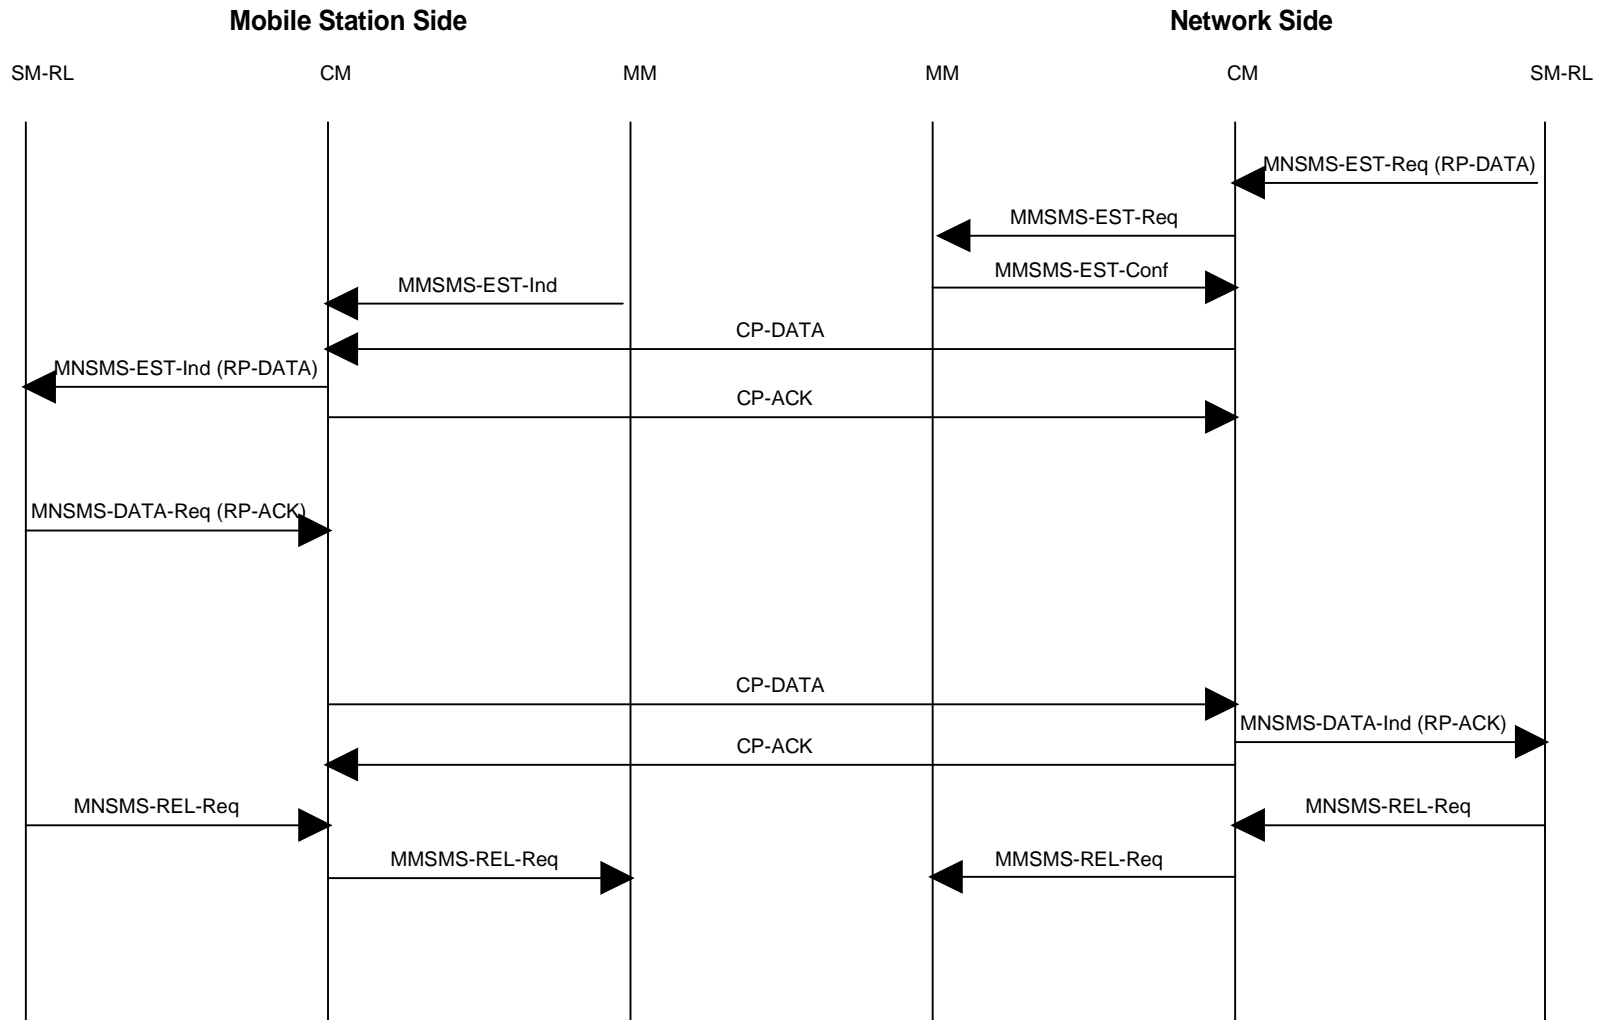 Mobile Station Side
Network Side
SM-RL
CM
MM
MM
CM
SM-RL
MNSMS-EST-Req (RP-DATA)
MMSMS-EST-Req
MMSMS-EST-Conf
MMSMS-EST-Ind
CP-DATA
MNSMS-EST-Ind (RP-DATA)
CP-ACK
MNSMS-DATA-Req (RP-ACK)
CP-DATA
MNSMS-DATA-Ind (RP-ACK)
CP-ACK
MNSMS-REL-Req
MNSMS-REL-Req
MMSMS-REL-Req
MMSMS-REL-Req